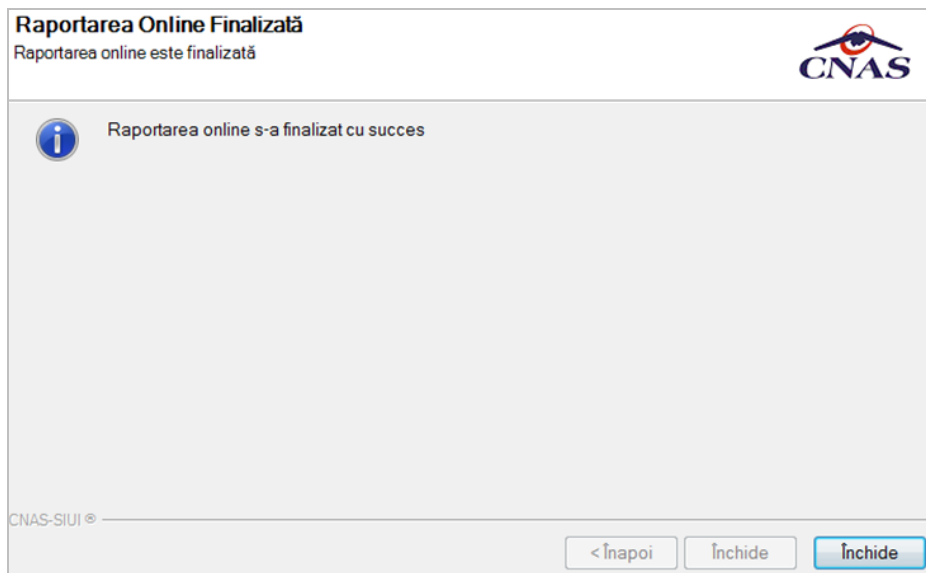 Raportarea Online Finalizată
Raportarea online este finalizată
CNAS
Raportarea online s-a finalizat cu succes
CNAS-SIUI ®
< Înapoi
Închide
Închide